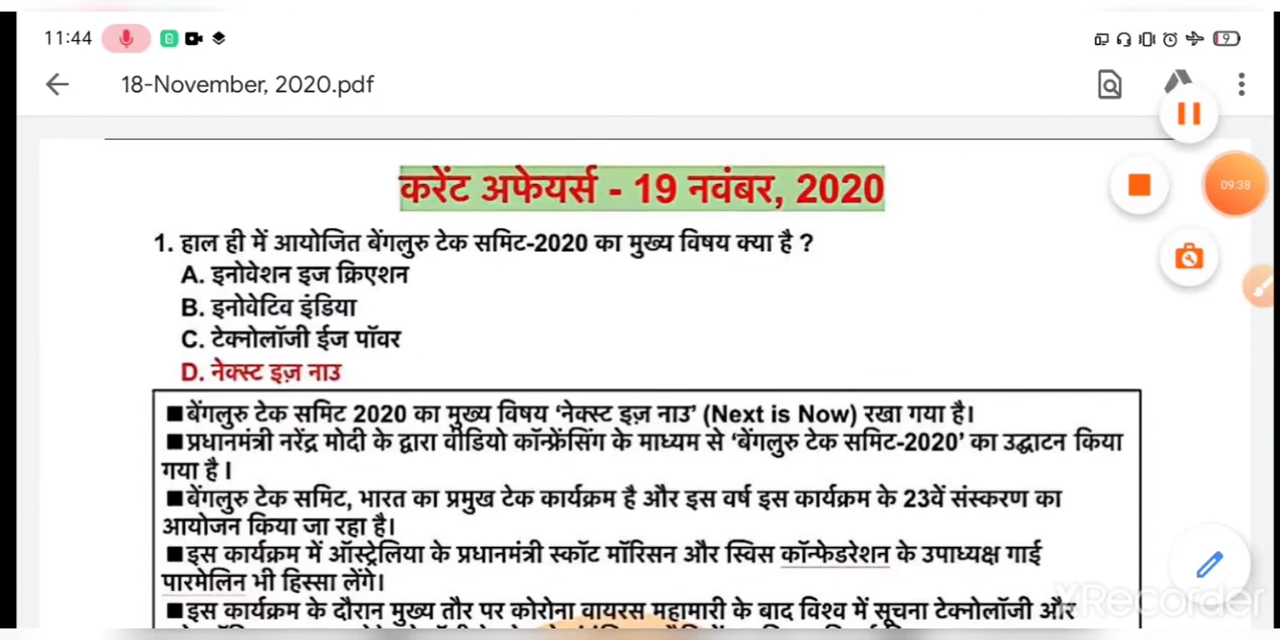 11:44
9
18-November, 2020.pdf
09:38
करेंट अफेयर्स - 19 नवंबर, 2020
1. हाल ही में आयोजित बेंगलुरु टेक समिट-2020 का मुख्य विषय क्या है ?
A. इनोवेशन इज क्रिएशन
B. इनोवेटिव इंडिया
C. टेक्नोलॉजी ईज पॉवर
D. नेक्स्ट इज़ नाउ
■बेंगलुरु टेक समिट 2020 का मुख्य विषय ‘नेक्स्ट इज़ नाउ’ (Next is Now) रखा गया है।
■प्रधानमंत्री नरेंद्र मोदी के द्वारा वीडियो कॉन्फ्रेंसिंग के माध्यम से ‘बेंगलुरु टेक समिट-2020’ का उद्घाटन किया
गया है ।
■बेंगलुरु टेक समिट, भारत का प्रमुख टेक कार्यक्रम है और इस वर्ष इस कार्यक्रम के 23वें संस्करण का
आयोजन किया जा रहा है।
■इस कार्यक्रम में ऑस्ट्रेलिया के प्रधानमंत्री स्कॉट मॉरिसन और स्विस कॉन्फेडरेशन के उपाध्यक्ष गाई
पारमेलिन भी हिस्सा लेंगे।
■इस कार्यक्रम के दौरान मुख्य तौर पर कोरोना वायरस महामारी के बाद विश्व में सूचना टेक्नोलॉजी और
XRecorder